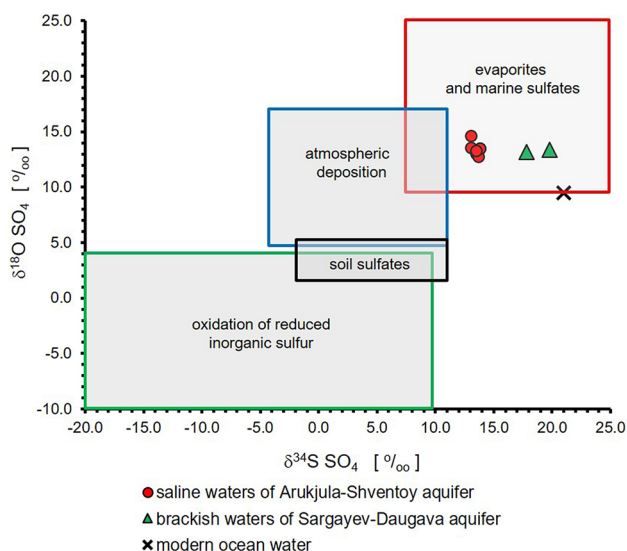 25.0
20.0
15.0
10.0
5.0
0.0
-5.0
-10.0
δ18O SO4 [ o/oo ]
evaporites
and marine sulfates
atmospheric
deposition
soil sulfates
oxidation of reduced
inorganic sulfur
-20.0 -15.0 -10.0 -5.0 0.0 5.0 10.0 15.0 20.0 25.0
δ34S SO4 [ o/oo ]
saline waters of Arukjula-Shventoy aquifer
brackish waters of Sargayev-Daugava aquifer
modern ocean water